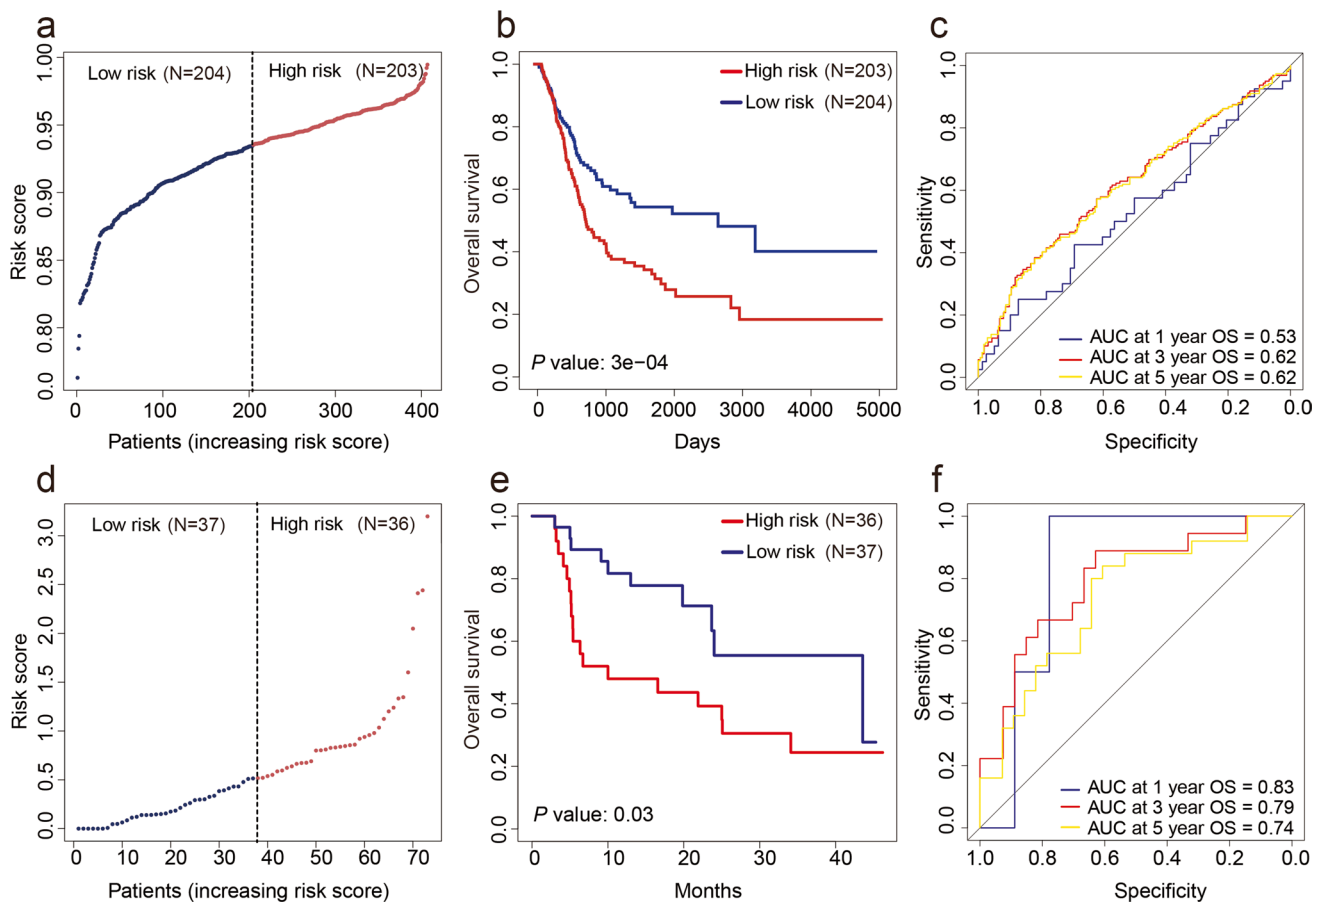 a
Low risk (N=204)
High risk (N=203)
Risk score
1.00
0.95
0.90
0.85
0.80
0.0
0
100
200
300
400
Patients (increasing risk score)
b
High risk (N=203)
Low risk (N=204)
Overall survival
1.0
0.8
0.6
0.4
0.2
0.0
P value: 3e−04
0
1000
2000
3000
4000
5000
Days
c
Sensitivity
1.0
0.8
0.6
0.4
0.2
0.0
AUC at 1 year OS = 0.53
AUC at 3 year OS = 0.62
AUC at 5 year OS = 0.62
1.0
0.8
0.6
0.4
0.2
0.0
Specificity
d
Low risk (N=37)
High risk (N=36)
Risk score
3.0
2.5
2.0
1.5
1.0
0.5
0.0
0
10
20
30
40
50
60
70
Patients (increasing risk score)
e
High risk (N=36)
Low risk (N=37)
Overall survival
1.0
0.8
0.6
0.4
0.2
0.0
P value: 0.03
0
10
20
30
40
Months
f
Sensitivity
1.0
0.8
0.6
0.4
0.2
0.0
AUC at 1 year OS = 0.83
AUC at 3 year OS = 0.79
AUC at 5 year OS = 0.74
1.0
0.8
0.6
0.4
0.2
0.0
Specificity